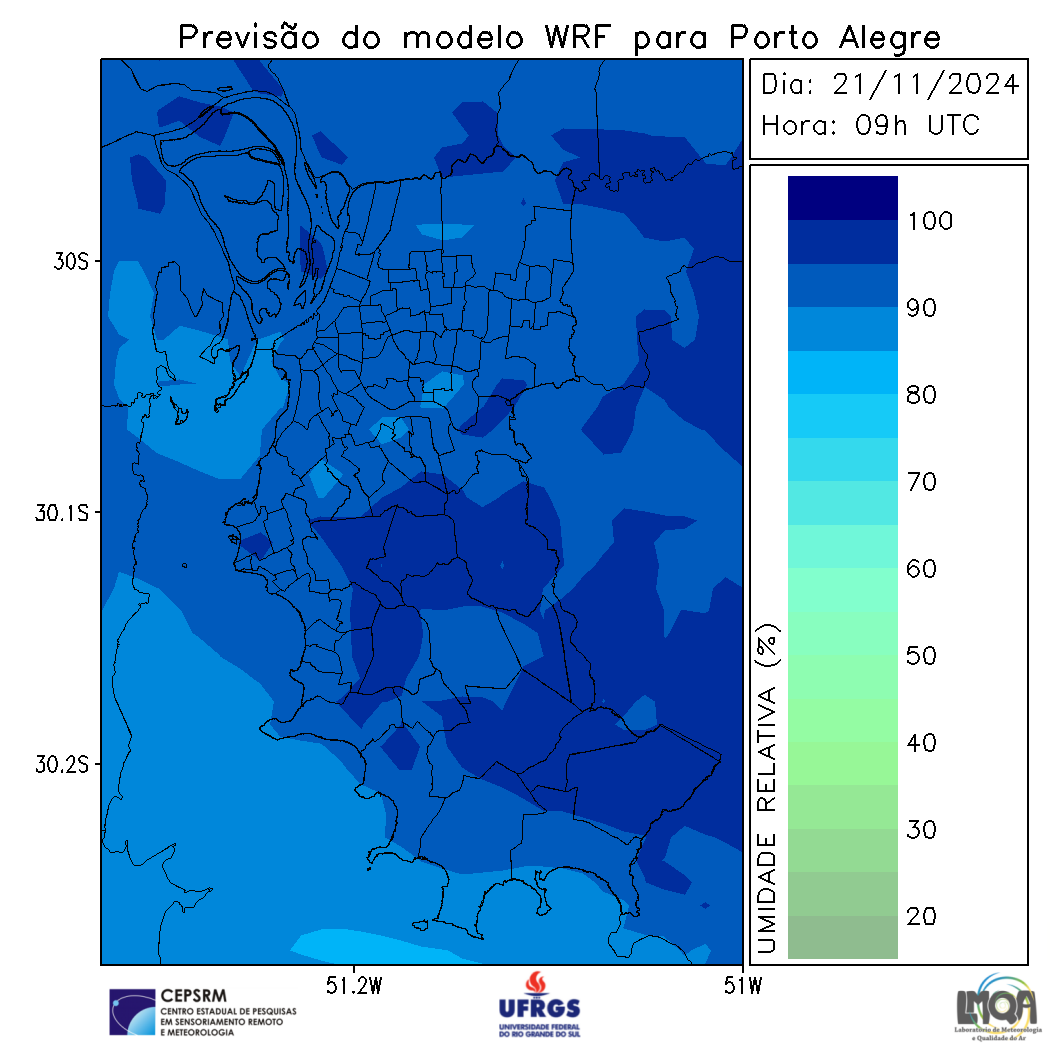 Previsão do modelo WRF para Porto Alegre
Dia: 21/11/2024
Hora: 09h UTC
100
90
80
70
60
50
40
30
20
UMIDADE RELATIVA (%)
30S
30.1S
30.2S
51.2W
51W
CEPSRM
CENTRO ESTADUAL DE PESQUISAS
EM SENSORIAMENTO REMOTO
E METEOROLOGIA
UFRGS
UNIVERSIDADE FEDERAL
DO RIO GRANDE DO SUL
LMQA
Laboratório de Meteorologia
e Qualidade do Ar